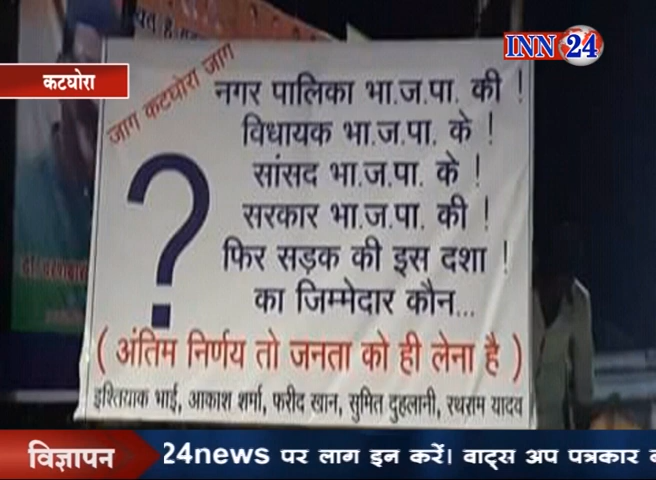 INN 24
कटघोरा
जाग कटघोरा जाग
नगर पालिका भा.ज.पा. की !
विधायक भा.ज.पा. के !
सांसद भा.ज.पा. के !
सरकार भा.ज.पा. की !
फिर सड़क की इस दशा !
का जिम्मेदार कौन...
?
( अंतिम निर्णय तो जनता को ही लेना है )
इश्तियाक भाई, आकाश शर्मा, फरीद खान, सुमित दुहलानी, रथराम यादव
विज्ञापन
24news पर लाग इन करें। वाट्स अप पत्रकार